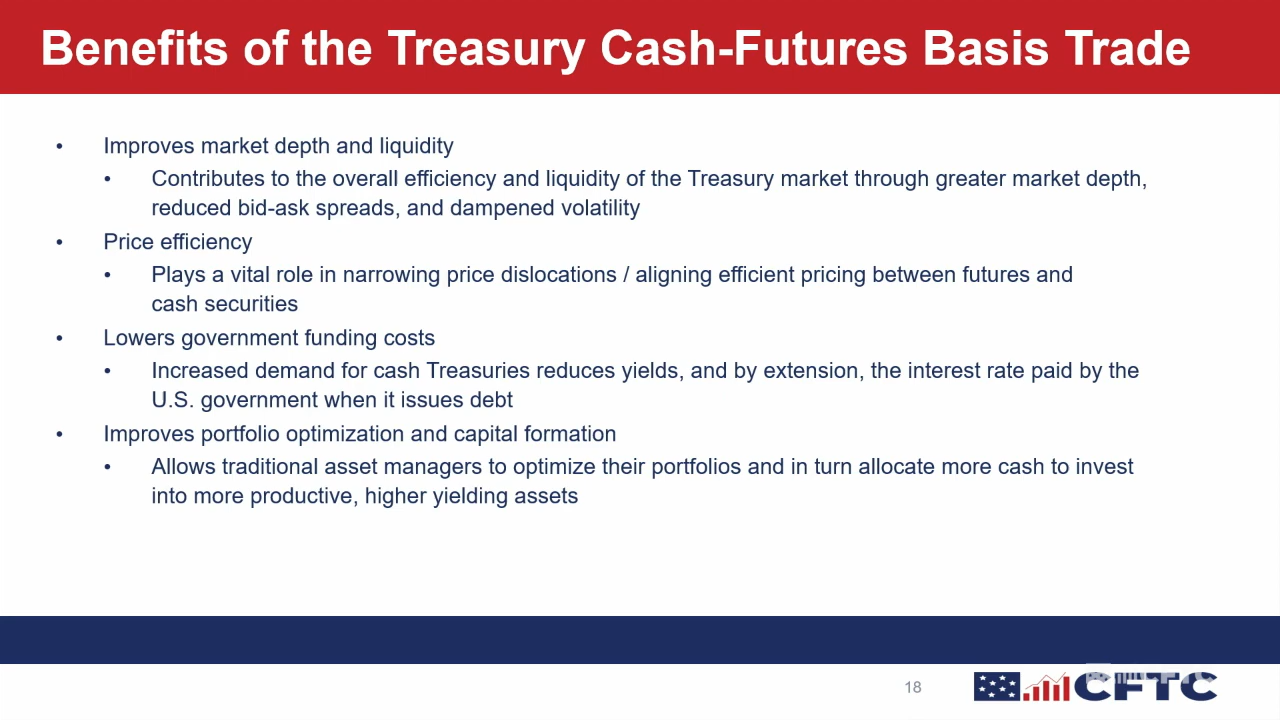 Benefits of the Treasury Cash-Futures Basis Trade
• Improves market depth and liquidity
• Contributes to the overall efficiency and liquidity of the Treasury market through greater market depth,
reduced bid-ask spreads, and dampened volatility
• Price efficiency
• Plays a vital role in narrowing price dislocations / aligning efficient pricing between futures and
cash securities
• Lowers government funding costs
• Increased demand for cash Treasuries reduces yields, and by extension, the interest rate paid by the
U.S. government when it issues debt
• Improves portfolio optimization and capital formation
• Allows traditional asset managers to optimize their portfolios and in turn allocate more cash to invest
into more productive, higher yielding assets
18
CFTC
CFTC